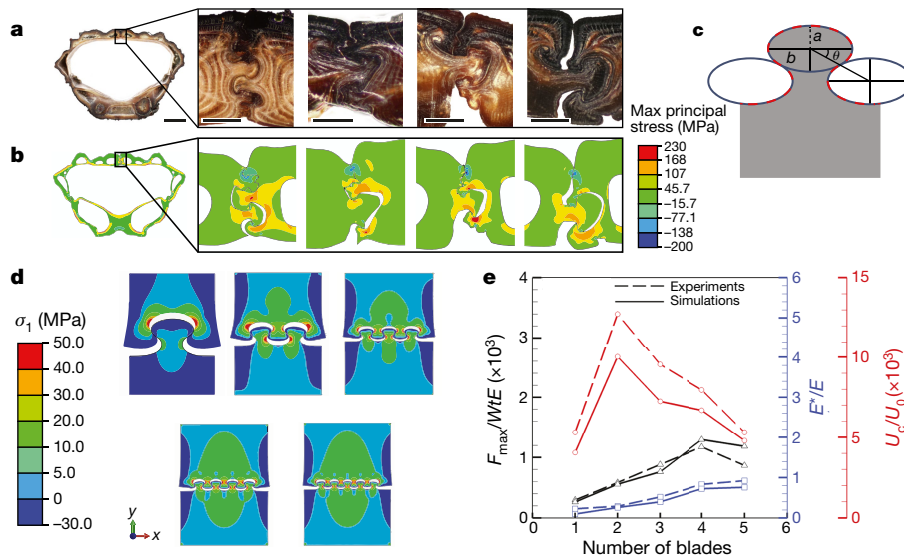 a
b
Max principal
stress (MPa)
230
168
107
45.7
−15.7
−77.1
−138
−200
c
a
b
θ
d
σ1 (MPa)
50.0
40.0
30.0
20.0
10.0
5.0
0
−30.0
y
x
e
Experiments
Simulations
Fmax/WtE (×10³)
4
3
2
1
0
0 1 2 3 4 5 6
Number of blades
E*/E
6
5
4
3
2
1
0
Uc/U0 (×10³)
15
10
5
0